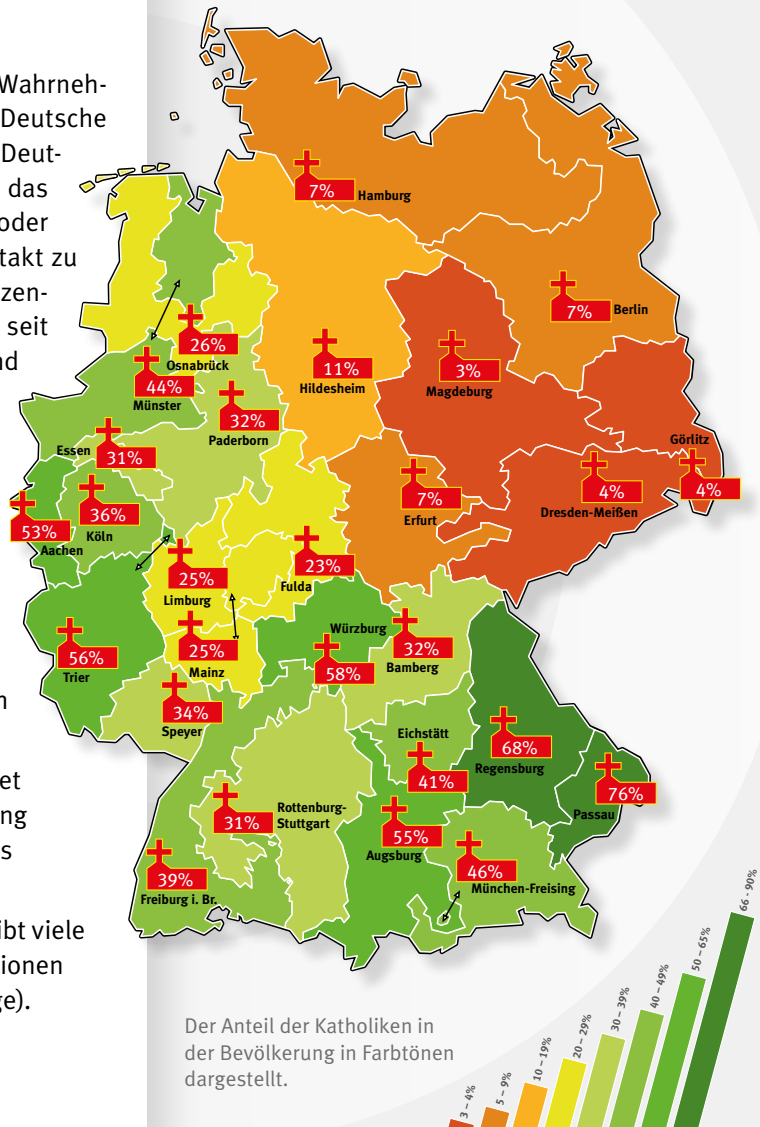 Wahrneh-
Deutsche
Deut-
das
oder
takt zu
zen-
seit
nd
n
et
ng
s
ibt viele
ionen
ge).
7%
Hamburg
7%
Berlin
26%
Osnabrück
11%
Hildesheim
3%
Magdeburg
44%
Münster
32%
Paderborn
Essen
31%
Görlitz
4%
4%
Dresden-Meißen
7%
Erfurt
53%
Aachen
36%
Köln
25%
Limburg
23%
Fulda
56%
Trier
25%
Mainz
Würzburg
58%
32%
Bamberg
34%
Speyer
Eichstätt
41%
68%
Regensburg
76%
Passau
31%
Rottenburg-
Stuttgart
55%
Augsburg
46%
München-Freising
39%
Freiburg i. Br.
Der Anteil der Katholiken in
der Bevölkerung in Farbtönen
dargestellt.
3 – 4%
5 – 9%
10 – 19%
20 – 29%
30 – 39%
40 – 49%
50 – 65%
66 - 90%